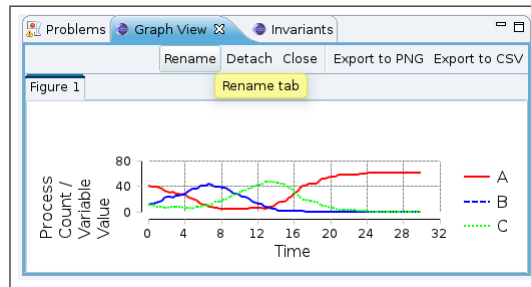 Problems Graph View Invariants
Rename Detach Close Export to PNG Export to CSV
Figure 1
Rename tab
Process
Count /
Variable
Value
80
40
0
0 4 8 12 16 20 24 28 32
Time
A
B
C